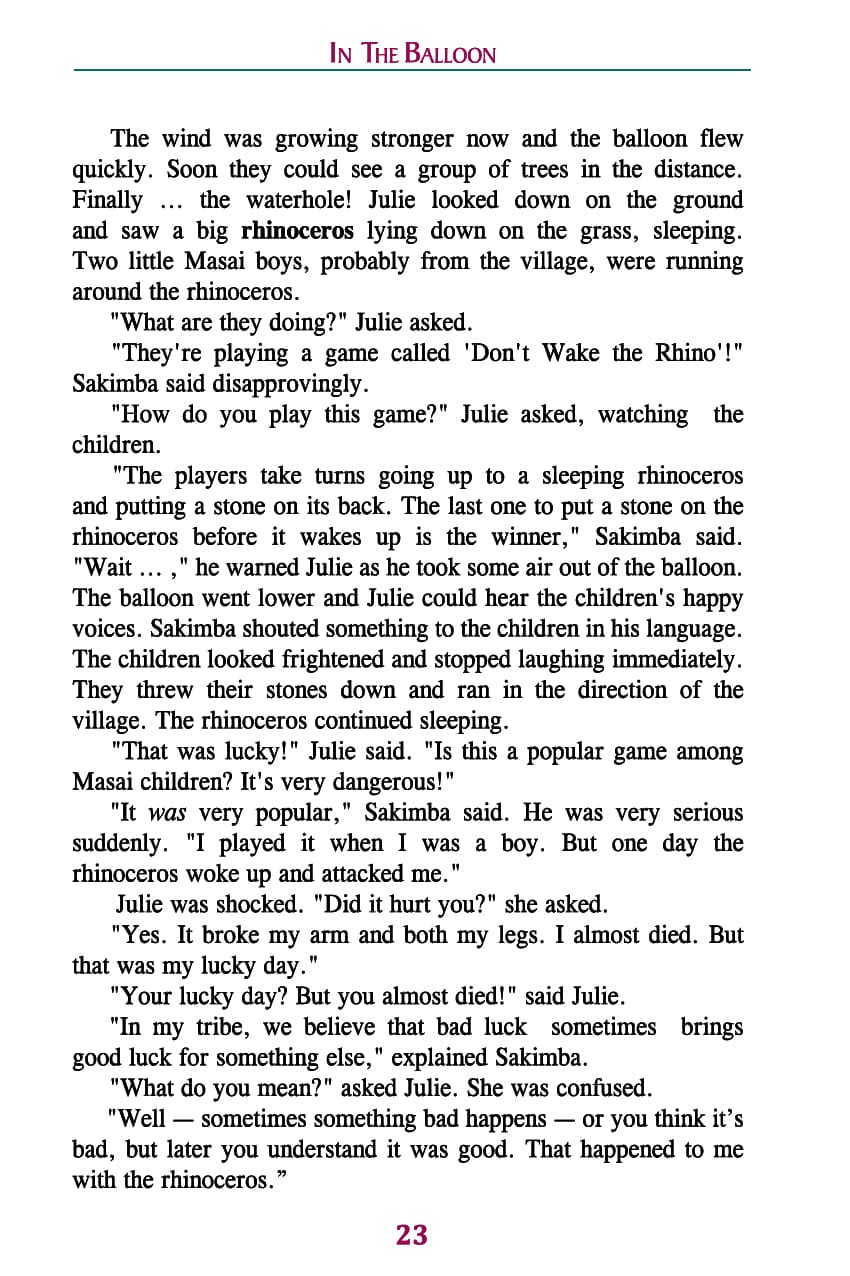 IN THE BALLOON
The wind was growing stronger now and the balloon flew
quickly. Soon they could see a group of trees in the distance.
Finally ... the waterhole! Julie looked down on the ground
and saw a big rhinoceros lying down on the grass, sleeping.
Two little Masai boys, probably from the village, were running
around the rhinoceros.
"What are they doing?" Julie asked.
"They're playing a game called 'Don't Wake the Rhino'!"
Sakimba said disapprovingly.
"How do you play this game?" Julie asked, watching the
children.
"The players take turns going up to a sleeping rhinoceros
and putting a stone on its back. The last one to put a stone on the
rhinoceros before it wakes up is the winner," Sakimba said.
"Wait ... ," he warned Julie as he took some air out of the balloon.
The balloon went lower and Julie could hear the children's happy
voices. Sakimba shouted something to the children in his language.
The children looked frightened and stopped laughing immediately.
They threw their stones down and ran in the direction of the
village. The rhinoceros continued sleeping.
"That was lucky!" Julie said. "Is this a popular game among
Masai children? It's very dangerous!"
"It was very popular," Sakimba said. He was very serious
suddenly. "I played it when I was a boy. But one day the
rhinoceros woke up and attacked me."
Julie was shocked. "Did it hurt you?" she asked.
"Yes. It broke my arm and both my legs. I almost died. But
that was my lucky day."
"Your lucky day? But you almost died!" said Julie.
"In my tribe, we believe that bad luck sometimes brings
good luck for something else," explained Sakimba.
"What do you mean?" asked Julie. She was confused.
"Well — sometimes something bad happens — or you think it’s
bad, but later you understand it was good. That happened to me
with the rhinoceros.”
23